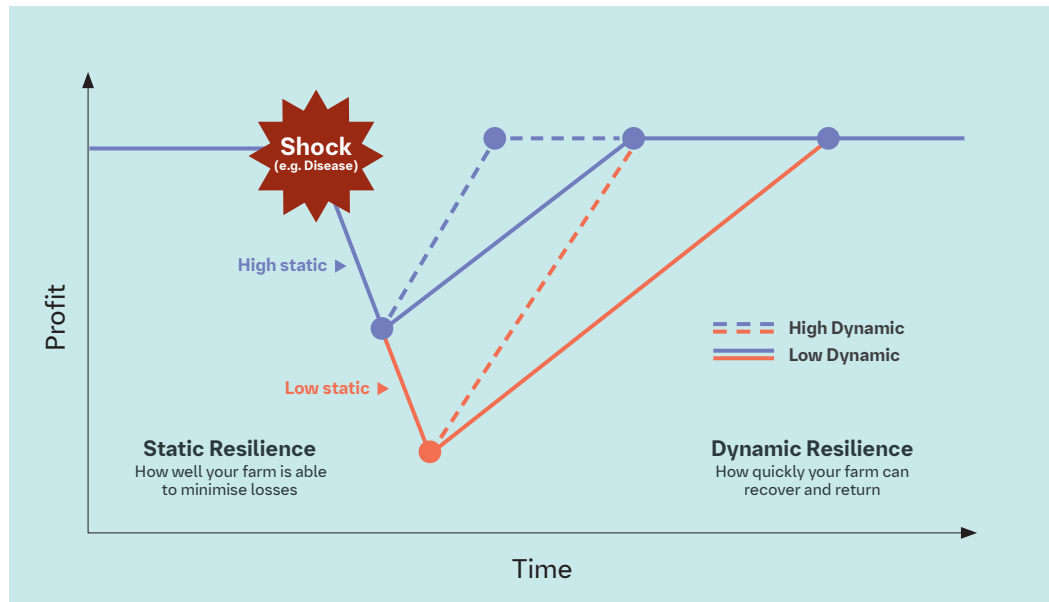 Shock
(e.g. Disease)
High static
Profit
High Dynamic
Low Dynamic
Low static
Static Resilience
How well your farm is able
to minimise losses
Dynamic Resilience
How quickly your farm can
recover and return
Time